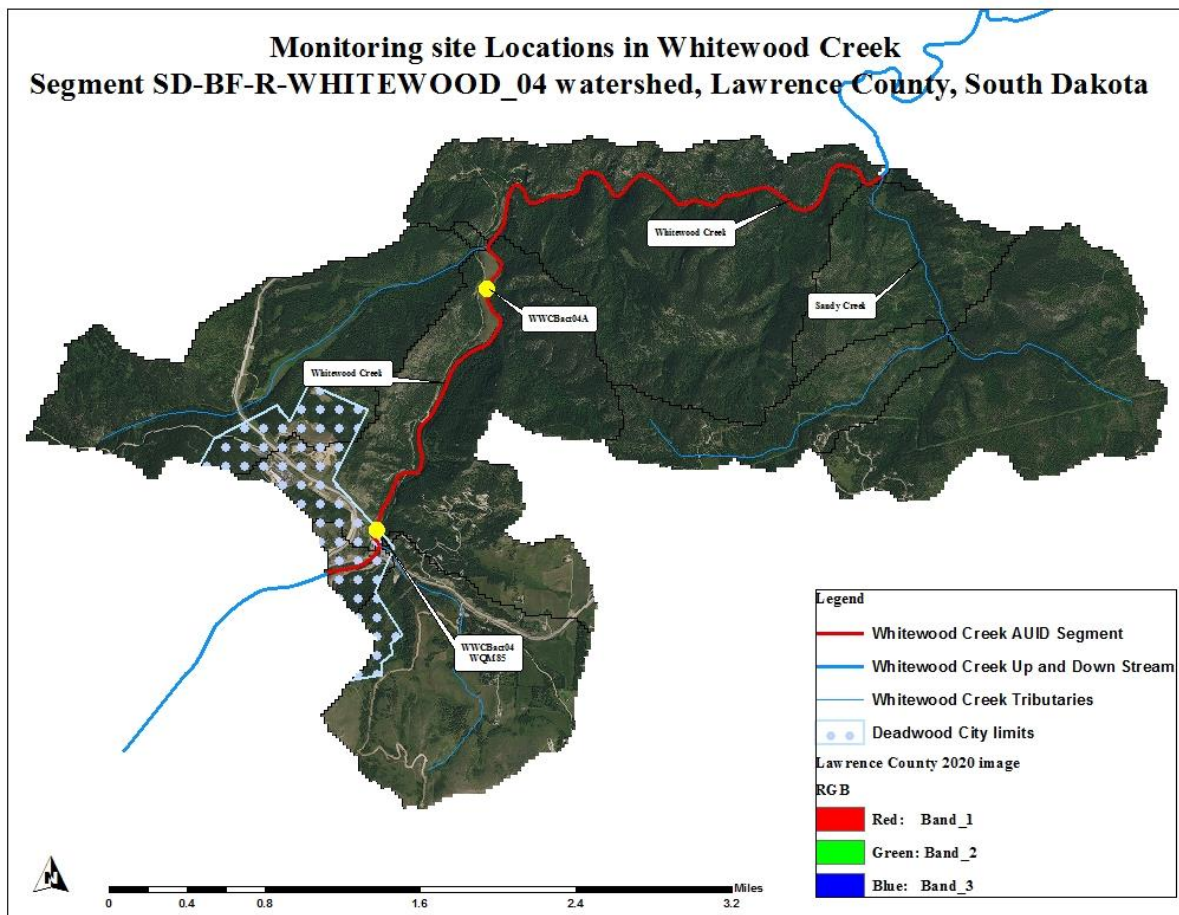 Monitoring site Locations in Whitewood Creek
Segment SD-BF-R-WHITEWOOD_04 watershed, Lawrence County, South Dakota
Whitewood Creek
Sandy Creek
WWCBact04A
Whitewood Creek
WWCBact04
WQM85
Legend
Whitewood Creek AUID Segment
Whitewood Creek Up and Down Stream
Whitewood Creek Tributaries
Deadwood City limits
Lawrence County 2020 image
RGB
Red: Band_1
Green: Band_2
Blue: Band_3
N
0 0.4 0.8 1.6 2.4 3.2
Miles